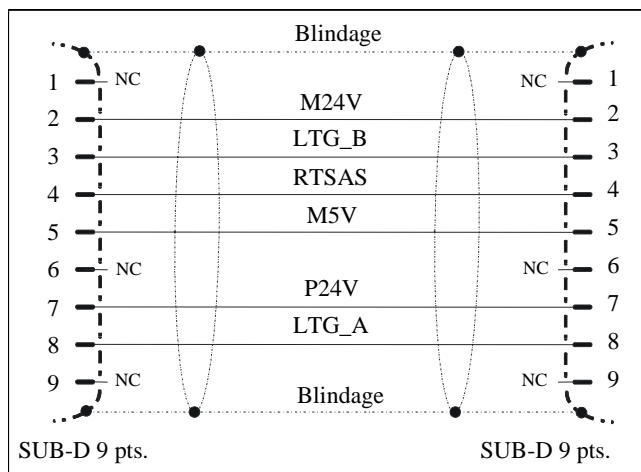 Blindage
1 NC NC 1
M24V
2 2
LTG_B
3 3
RTSAS
4 4
M5V
5 5
6 NC NC 6
P24V
7 7
LTG_A
8 8
9 NC NC 9
Blindage
SUB-D 9 pts. SUB-D 9 pts.